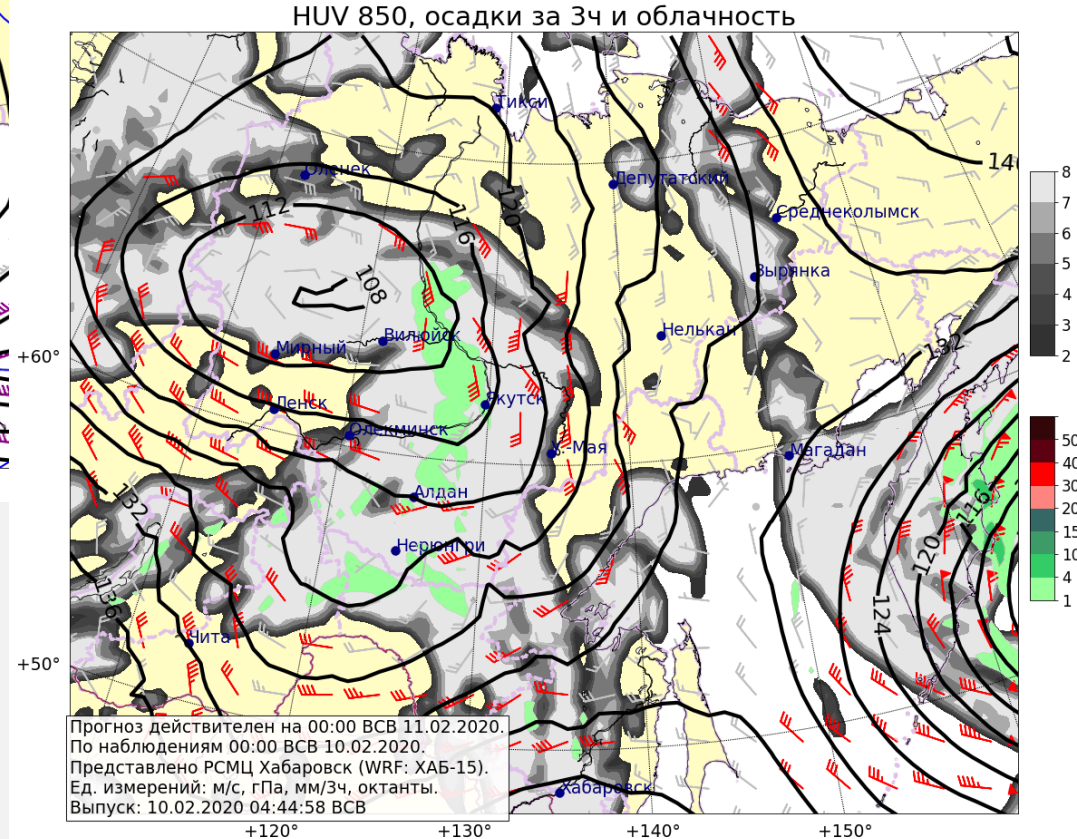 HUV 850, осадки за 3ч и облачность
Тикси
Оленек
Депутатский
140
112
116
120
Среднеколымск
108
Зырянка
Нелькан
132
Вилюйск
Мирный
+60°
Ленск
Якутск
Олекминск
Х.-Мая
Магадан
Алдан
132
116
Нерюнгри
120
136
124
Чита
+50°
Хабаровск
Прогноз действителен на 00:00 ВСВ 11.02.2020.
По наблюдениям 00:00 ВСВ 10.02.2020.
Представлено РСМЦ Хабаровск (WRF: ХАБ-15).
Ед. измерений: м/с, гПа, мм/3ч, октанты.
Выпуск: 10.02.2020 04:44:58 ВСВ
+120°
+130°
+140°
+150°
8
7
6
5
4
3
2
50
40
30
20
15
10
4
1